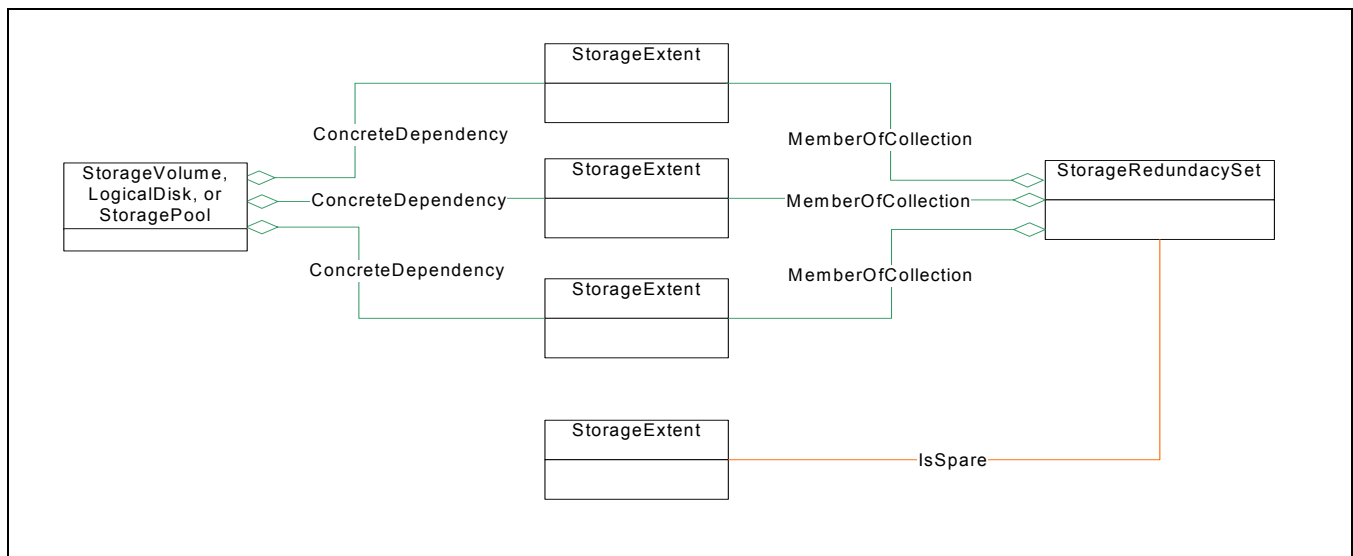 StorageExtent
ConcreteDependency
MemberOfCollection
StorageVolume,
LogicalDisk, or
StoragePool
StorageExtent
StorageRedundacySet
ConcreteDependency
MemberOfCollection
ConcreteDependency
MemberOfCollection
StorageExtent
StorageExtent
IsSpare